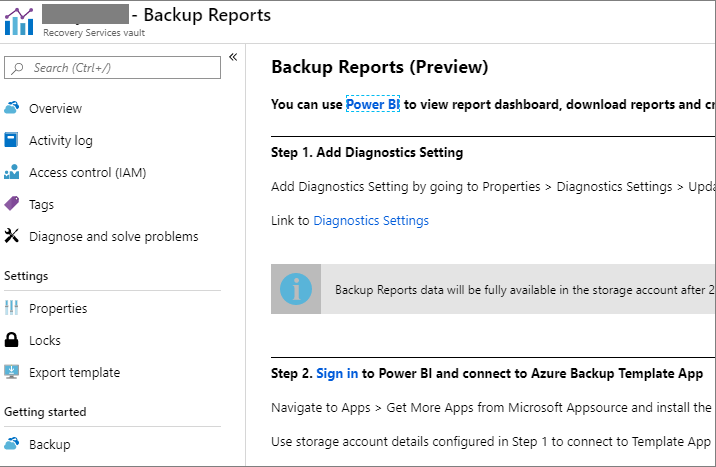 - Backup Reports
Recovery Services vault
Search (Ctrl+/)
«
Overview
Activity log
Access control (IAM)
Tags
Diagnose and solve problems
Settings
Properties
Locks
Export template
Getting started
Backup
Backup Reports (Preview)
You can use Power BI to view report dashboard, download reports and cr
Step 1. Add Diagnostics Setting
Add Diagnostics Setting by going to Properties > Diagnostics Settings > Upda
Link to Diagnostics Settings
Backup Reports data will be fully available in the storage account after 2
Step 2. Sign in to Power BI and connect to Azure Backup Template App
Navigate to Apps > Get More Apps from Microsoft Appsource and install the
Use storage account details configured in Step 1 to connect to Template App